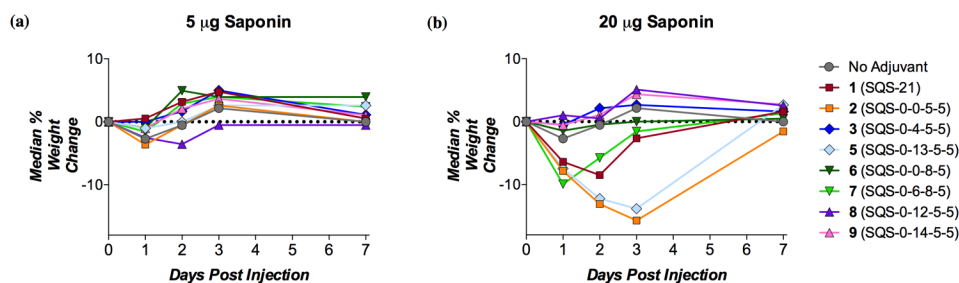 (a)
5 μg Saponin
Median %
Weight
Change
10
0
-10
0
1
2
3
4
5
6
7
Days Post Injection
(b)
20 μg Saponin
Median %
Weight
Change
10
0
-10
0
1
2
3
4
5
6
7
Days Post Injection
No Adjuvant
1 (SQS-21)
2 (SQS-0-0-5-5)
3 (SQS-0-4-5-5)
5 (SQS-0-13-5-5)
6 (SQS-0-0-8-5)
7 (SQS-0-6-8-5)
8 (SQS-0-12-5-5)
9 (SQS-0-14-5-5)